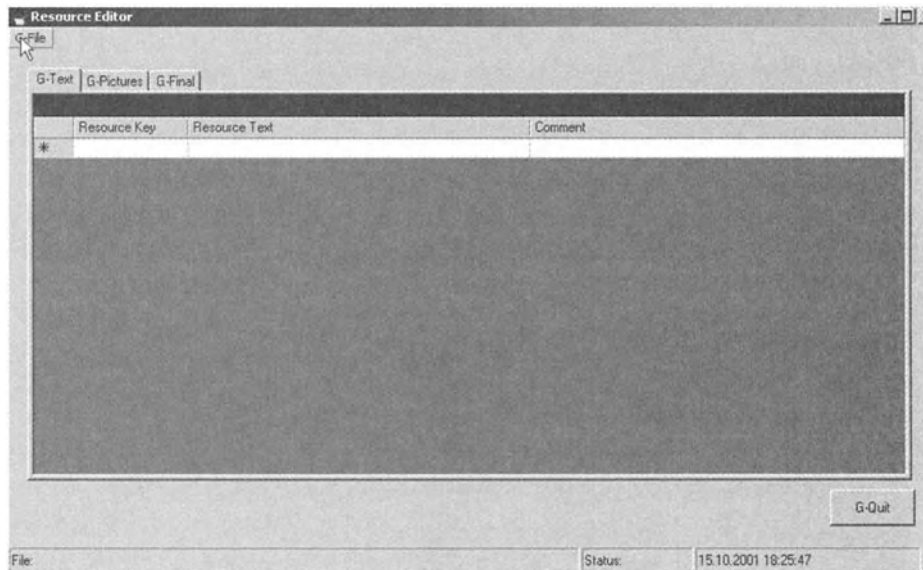 Resource Editor
G-File
G-Text G-Pictures G-Final
Resource Key Resource Text Comment
*
G-Quit
File: Status: 15.10.2001 18:25:47